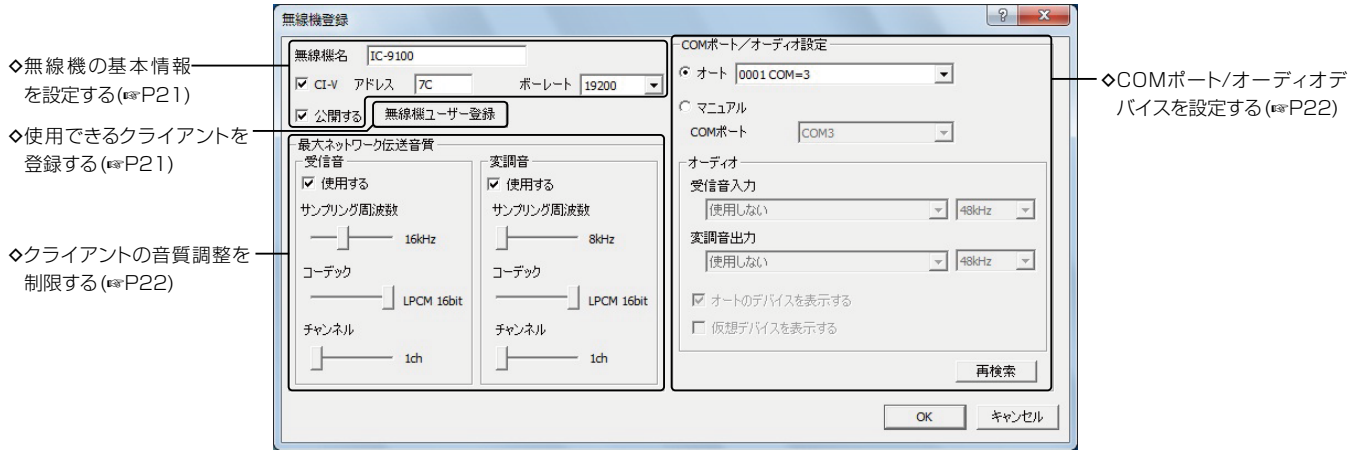 無線機登録
◇無線機の基本情報
を設定する(☞P21)
◇使用できるクライアントを
登録する(☞P21)
◇クライアントの音質調整を
制限する(☞P22)
無線機名 IC-9100
CI-V アドレス 7C ボーレート 19200
公開する 無線機ユーザー登録
最大ネットワーク伝送音質
受信音
使用する
サンプリング周波数
16kHz
コーデック
LPCM 16bit
チャンネル
1ch
変調音
使用する
サンプリング周波数
8kHz
コーデック
LPCM 16bit
チャンネル
1ch
COMポート／オーディオ設定
オート 0001 COM=3
マニュアル
COMポート COM3
オーディオ
受信音入力
使用しない 48kHz
変調音出力
使用しない 48kHz
オートのデバイスを表示する
仮想デバイスを表示する
再検索
OK キャンセル
◇COMポート/オーディオデ
バイスを設定する(☞P22)